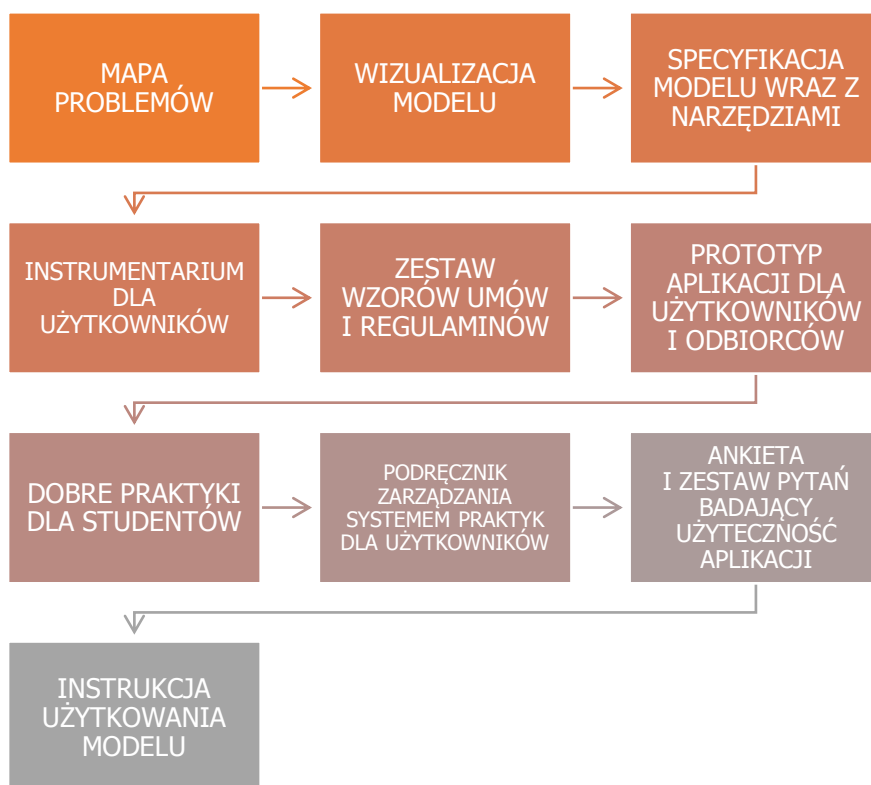 MAPA
PROBLEMÓW
WIZUALIZACJA
MODELU
SPECYFIKACJA
MODELU WRAZ Z
NARZĘDZIAMI
INSTRUMENTARIUM
DLA
UŻYTKOWNIKÓW
ZESTAW
WZORÓW UMÓW
I REGULAMINÓW
PROTOTYP
APLIKACJI DLA
UŻYTKOWNIKÓW
I ODBIORCÓW
DOBRE PRAKTYKI
DLA STUDENTÓW
PODRĘCZNIK
ZARZĄDZANIA
SYSTEMEM PRAKTYK
DLA UŻYTKOWNIKÓW
ANKIETA
I ZESTAW PYTAŃ
BADAJĄCY
UŻYTECZNOŚĆ
APLIKACJI
INSTRUKCJA
UŻYTKOWANIA
MODELU